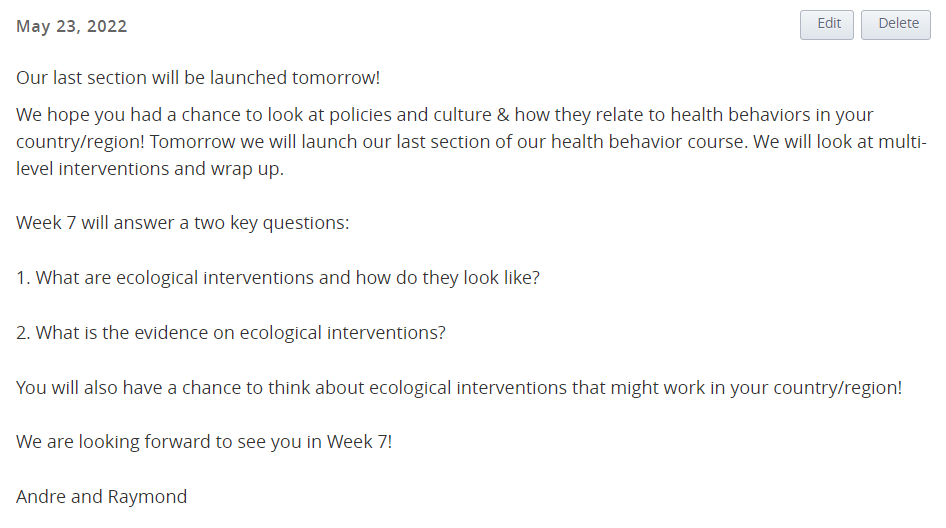 May 23, 2022
Edit
Delete
Our last section will be launched tomorrow!
We hope you had a chance to look at policies and culture & how they relate to health behaviors in your
country/region! Tomorrow we will launch our last section of our health behavior course. We will look at multi-
level interventions and wrap up.
Week 7 will answer a two key questions:
1. What are ecological interventions and how do they look like?
2. What is the evidence on ecological interventions?
You will also have a chance to think about ecological interventions that might work in your country/region!
We are looking forward to see you in Week 7!
Andre and Raymond